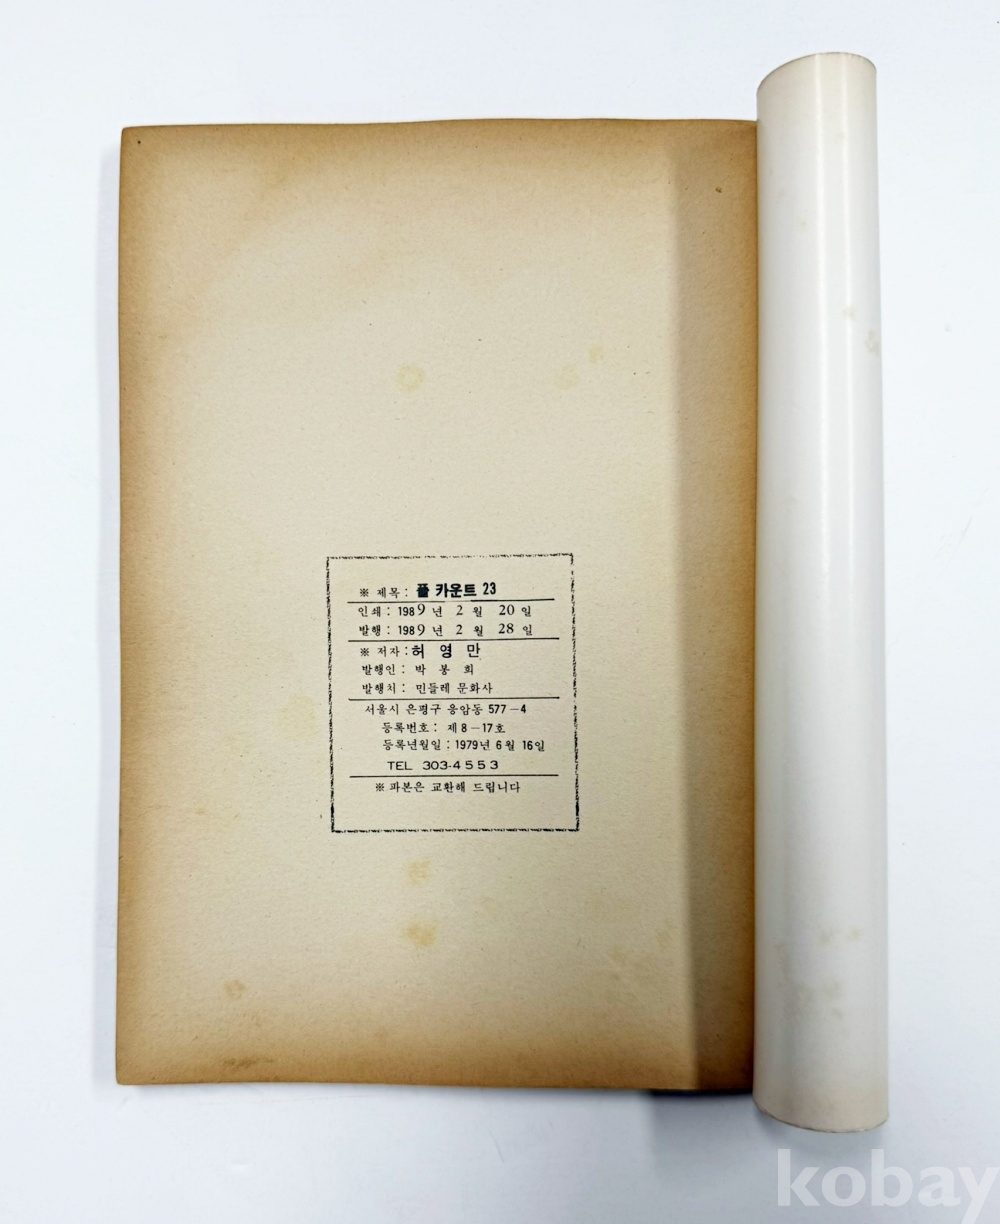 ※ 제목 : 풀 카운트 23
인쇄 : 1989 년 2 월 20 일
발행 : 1989 년 2 월 28 일
※ 저자 : 허 영 만
발행인 : 박 봉 희
발행처 : 민들레 문화사
서울시 은평구 응암동 577 - 4
등록번호 : 제 8 - 17호
등록년월일 : 1979년 6 월 16일
TEL 303-4553
※ 파본은 교환해 드립니다
kobay